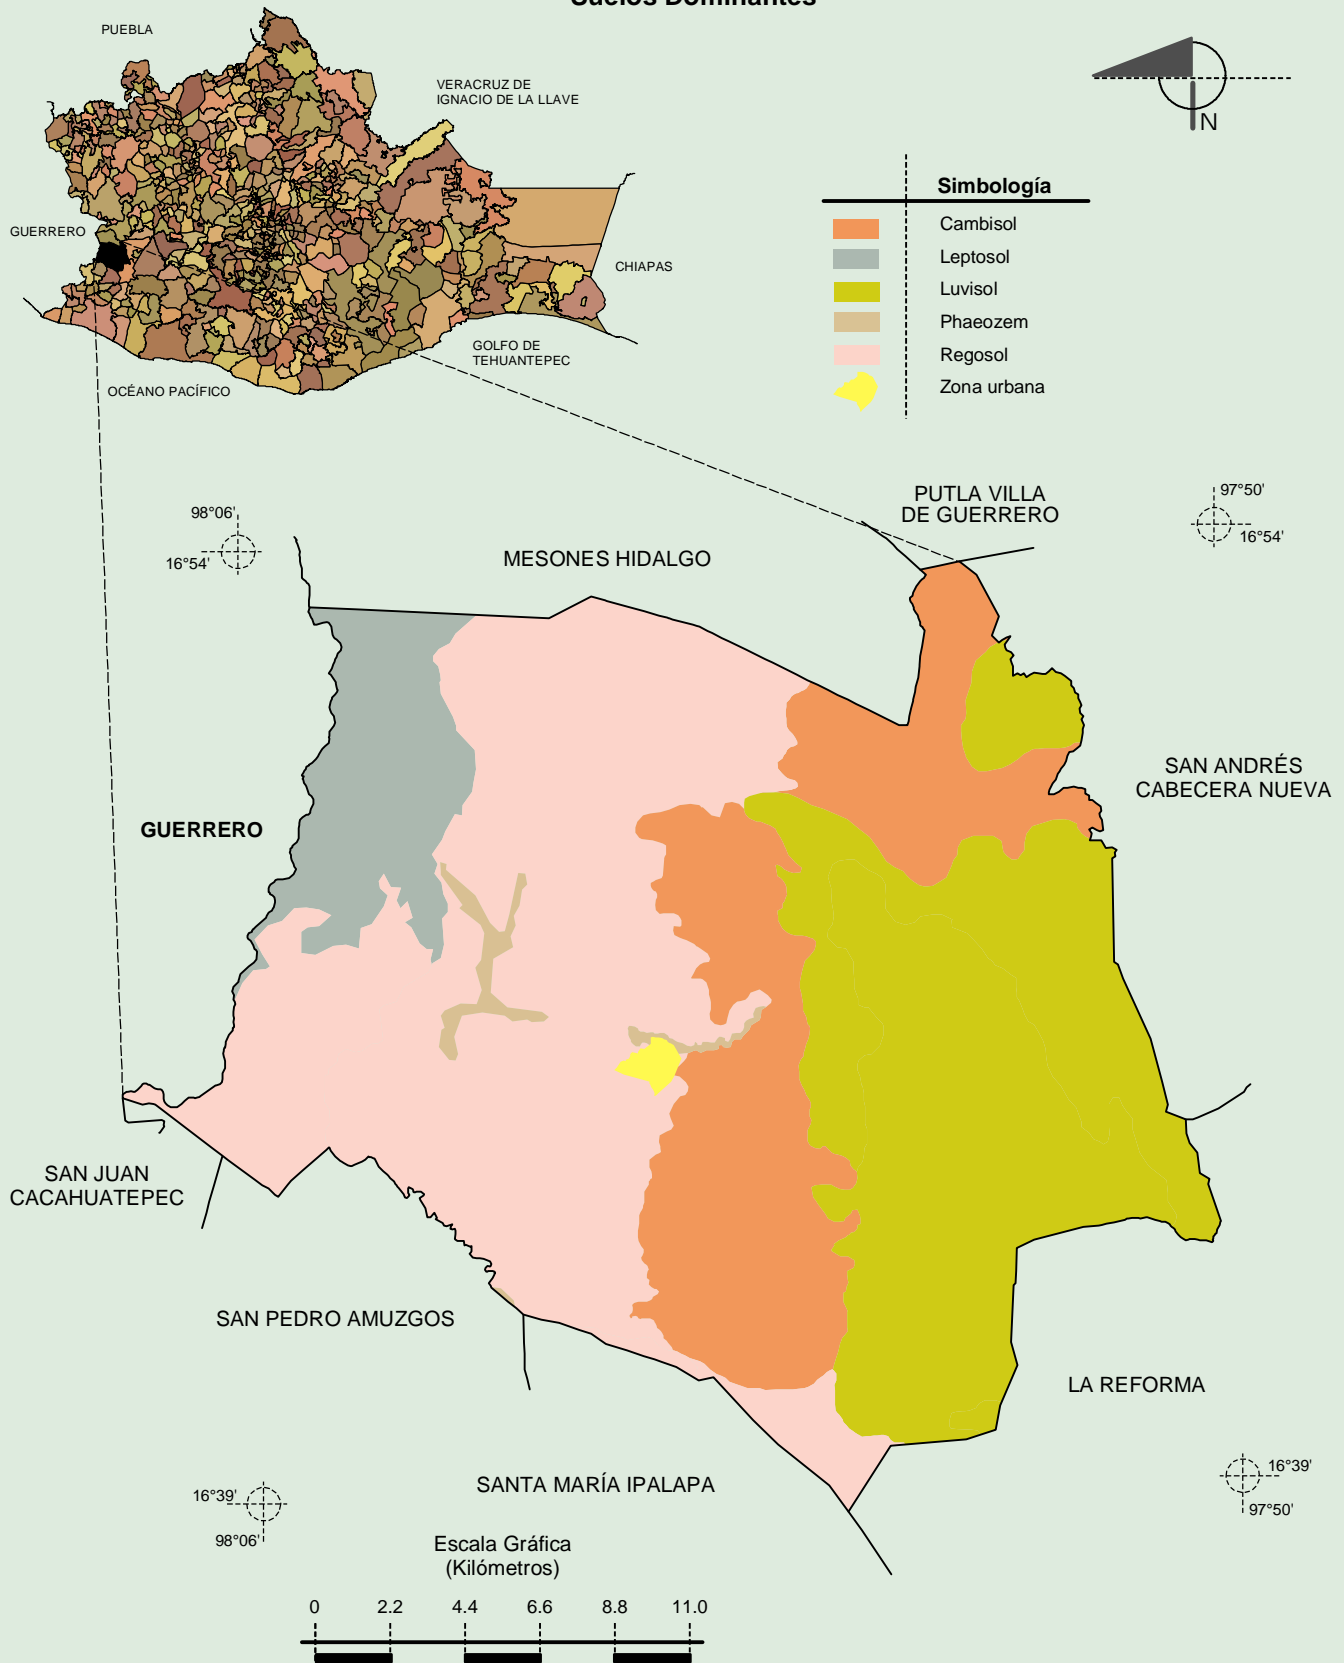 Suelos Dominantes
PUEBLA
VERACRUZ DE
IGNACIO DE LA LLAVE
GUERRERO
CHIAPAS
GOLFO DE
TEHUANTEPEC
OCÉANO PACÍFICO
N
Simbología
Cambisol
Leptosol
Luvisol
Phaeozem
Regosol
Zona urbana
98°06'
16°54'
97°50'
16°54'
PUTLA VILLA
DE GUERRERO
MESONES HIDALGO
SAN ANDRÉS
CABECERA NUEVA
GUERRERO
SAN JUAN
CACAHUATEPEC
SAN PEDRO AMUZGOS
LA REFORMA
SANTA MARÍA IPALAPA
16°39'
98°06'
16°39'
97°50'
Escala Gráfica
(Kilómetros)
0 2.2 4.4 6.6 8.8 11.0